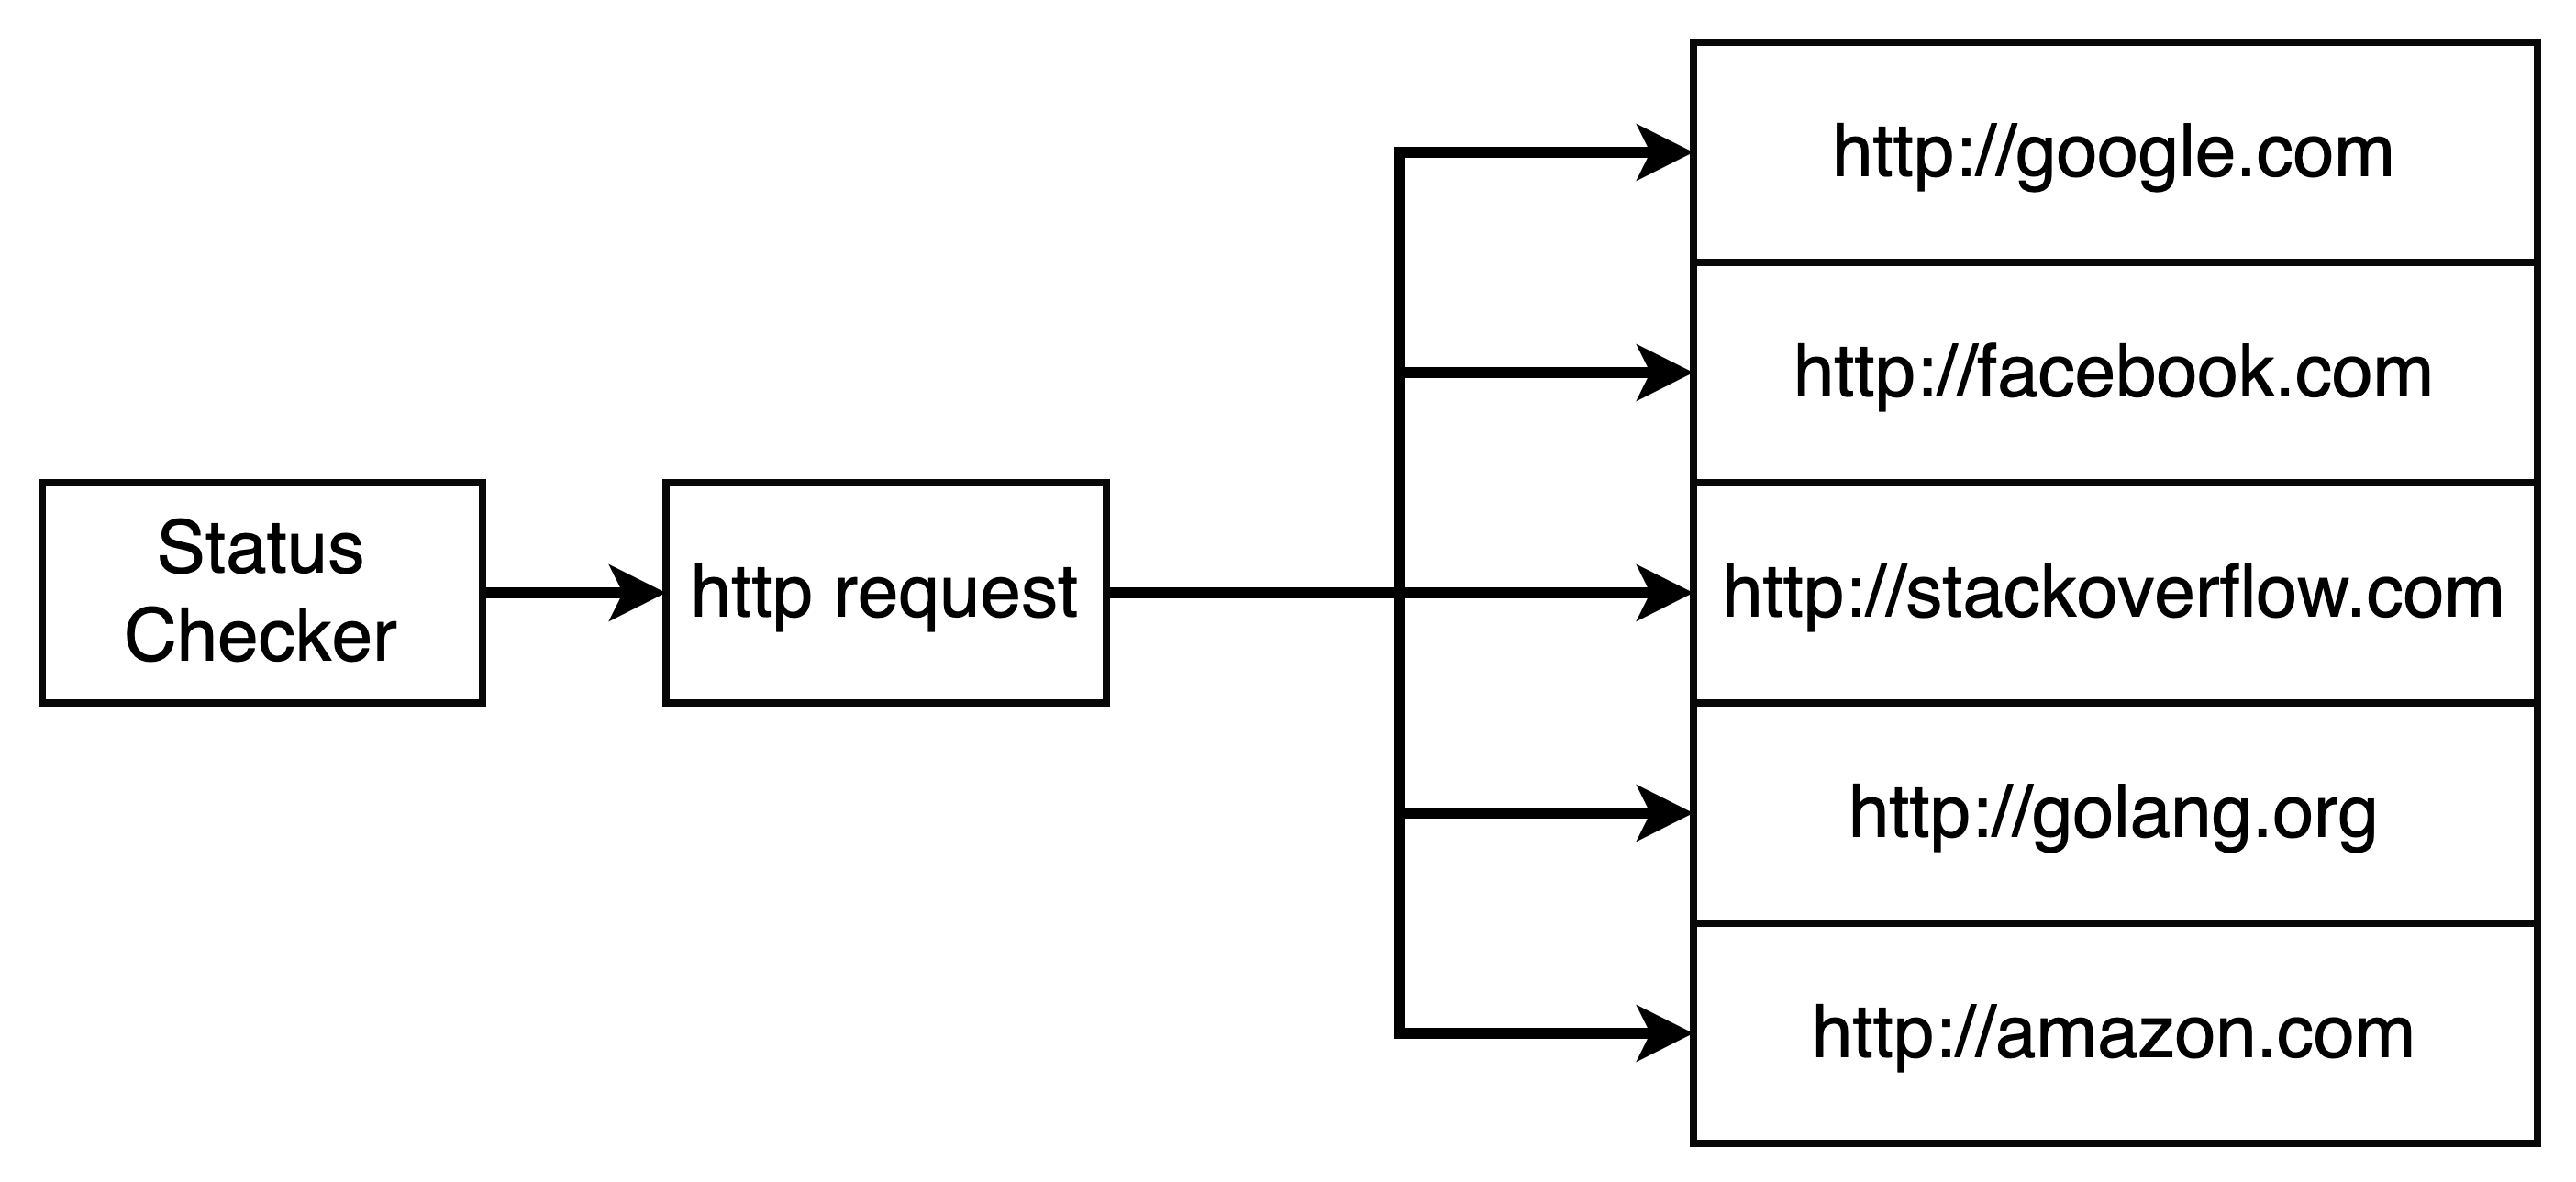 Status
Checker
http request
http://google.com
http://facebook.com
http://stackoverflow.com
http://golang.org
http://amazon.com